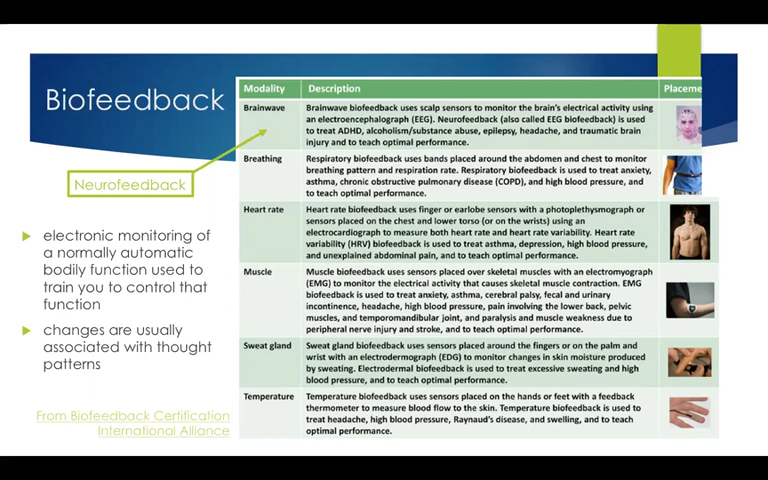 Biofeedback
Neurofeedback
electronic monitoring of
a normally automatic
bodily function used to
train you to control that
function
changes are usually
associated with thought
patterns
From Biofeedback Certification
International Alliance
Modality Description Placeme
Brainwave
Brainwave biofeedback uses scalp sensors to monitor the brain's electrical activity using
an electroencephalograph (EEG). Neurofeedback (also called EEG biofeedback) is used
to treat ADHD, alcoholism/substance abuse, epilepsy, headache, and traumatic brain
injury and to teach optimal performance.
Breathing
Respiratory biofeedback uses bands placed around the abdomen and chest to monitor
breathing pattern and respiration rate. Respiratory biofeedback is used to treat anxiety,
asthma, chronic obstructive pulmonary disease (COPD), and high blood pressure, and
to teach optimal performance.
Heart rate
Heart rate biofeedback uses finger or earlobe sensors with a photoplethysmograph or
sensors placed on the chest and lower torso (or on the wrists) using an
electrocardiograph to measure both heart rate and heart rate variability. Heart rate
variability (HRV) biofeedback is used to treat asthma, depression, high blood pressure,
and unexplained abdominal pain, and to teach optimal performance.
Muscle
Muscle biofeedback uses sensors placed over skeletal muscles with an electromyograph
(EMG) to monitor the electrical activity that causes skeletal muscle contraction. EMG
biofeedback is used to treat anxiety, asthma, cerebral palsy, fecal and urinary
incontinence, headache, high blood pressure, pain involving the lower back, pelvic
muscles, and temporomandibular joint, and paralysis and muscle weakness due to
peripheral nerve injury and stroke, and to teach optimal performance.
Sweat gland
Sweat gland biofeedback uses sensors placed around the fingers or on the palm and
wrist with an electrodermograph (EDG) to monitor changes in skin moisture produced
by sweating. Electrodermal biofeedback is used to treat excessive sweating and high
blood pressure, and to teach optimal performance.
Temperature
Temperature biofeedback uses sensors placed on the hands or feet with a feedback
thermometer to measure blood flow to the skin. Temperature biofeedback is used to
treat headache, high blood pressure, Raynaud's disease, and swelling, and to teach
optimal performance.